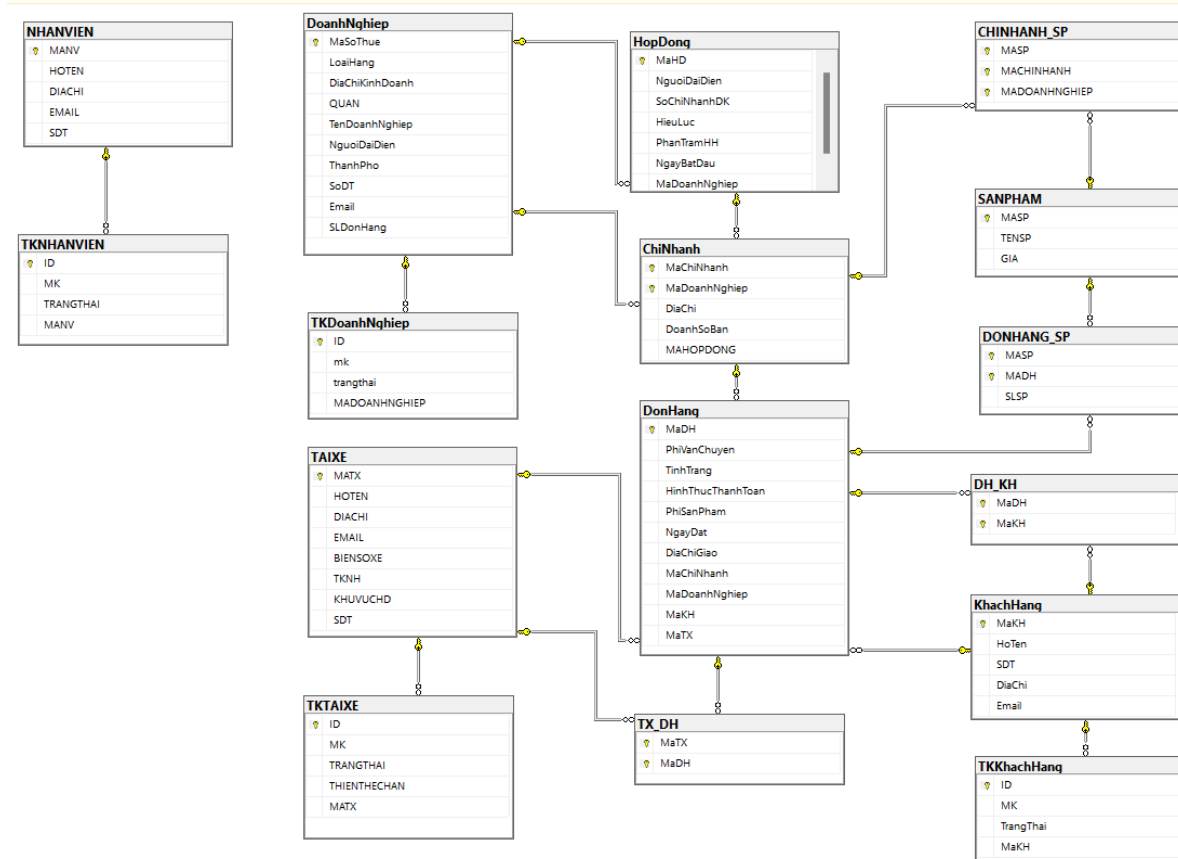 NHANVIEN
MANV
HOTEN
DIACHI
EMAIL
SDT
TKNHANVIEN
ID
MK
TRANGTHAI
MANV
DoanhNghiep
MaSoThue
LoaiHang
DiaChiKinhDoanh
QUAN
TenDoanhNghiep
NguoiDaiDien
ThanhPho
SoDT
Email
SLDonHang
TKDoanhNghiep
ID
mk
trangthai
MADOANHNGHIEP
TAIXE
MATX
HOTEN
DIACHI
EMAIL
BIENSOXE
TKNH
KHUVUCHD
SDT
TKTAIXE
ID
MK
TRANGTHAI
THIENTHECHAN
MATX
HopDong
MaHD
NguoiDaiDien
SoChiNhanhDK
HieuLuc
PhanTramHH
NgayBatDau
MaDoanhNghiep
ChiNhanh
MaChiNhanh
MaDoanhNghiep
DiaChi
DoanhSoBan
MAHOPDONG
DonHang
MaDH
PhiVanChuyen
TinhTrang
HinhThucThanhToan
PhiSanPham
NgayDat
DiaChiGiao
MaChiNhanh
MaDoanhNghiep
MaKH
MaTX
TX_DH
MaTX
MaDH
CHINHANH_SP
MASP
MACHINHANH
MADOANHNGHIEP
SANPHAM
MASP
TENSP
GIA
DONHANG_SP
MASP
MADH
SLSP
DH_KH
MaDH
MaKH
KhachHang
MaKH
HoTen
SDT
DiaChi
Email
TKKhachHang
ID
MK
TrangThai
MaKH